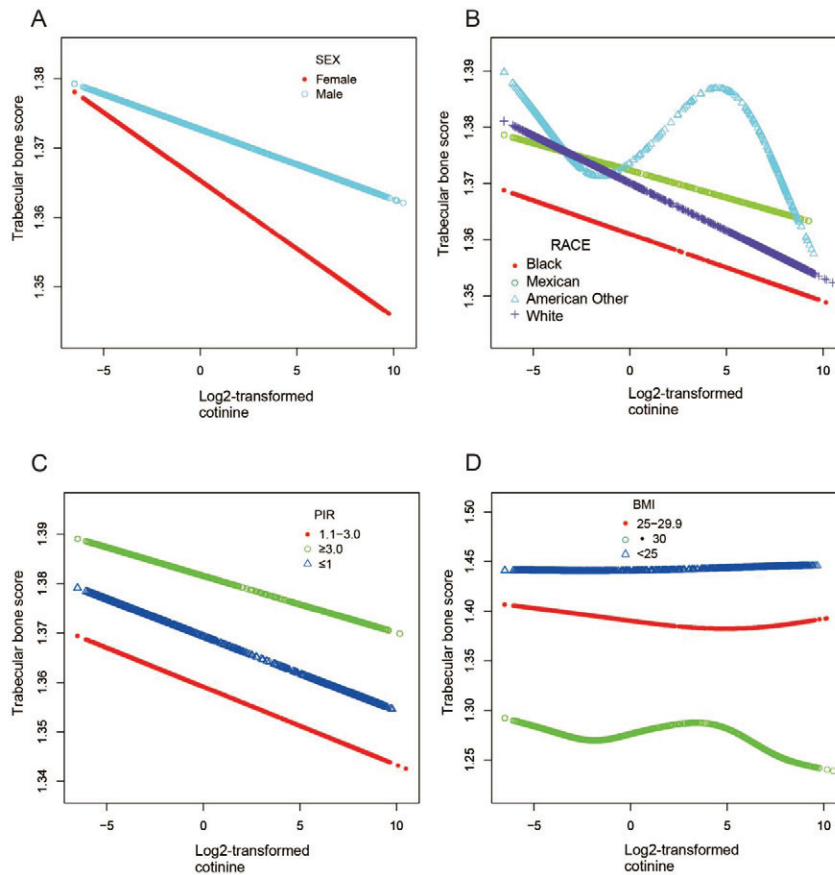 A
SEX
Female
Male
1.38
1.37
1.36
1.35
Trabecular bone score
−5
0
5
10
Log2-transformed
cotinine
B
1.39
1.38
1.37
1.36
1.35
Trabecular bone score
RACE
Black
Mexican
American Other
White
−5
0
5
10
Log2-transformed
cotinine
C
PIR
1.1−3.0
≥3.0
≤1
1.39
1.38
1.37
1.36
1.35
1.34
Trabecular bone score
−5
0
5
10
Log2-transformed
cotinine
D
BMI
25−29.9
• 30
<25
1.50
1.45
1.40
1.35
1.30
1.25
Trabecular bone score
−5
0
5
10
Log2-transformed
cotinine